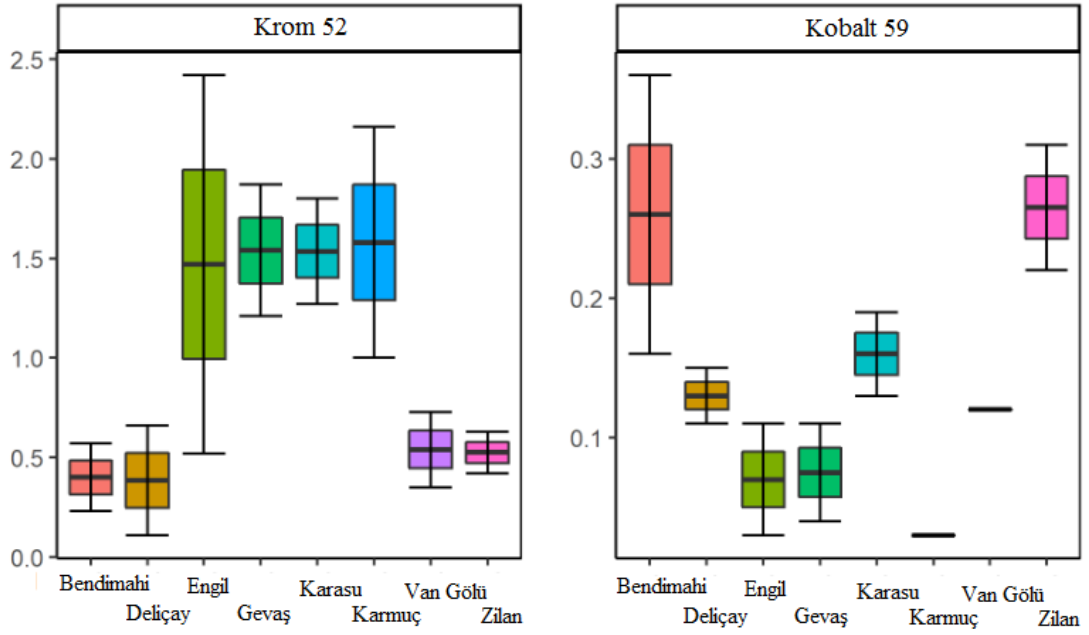 Krom 52
2.5
2.0
1.5
1.0
0.5
0.0
Bendimahi
Deliçay
Engil
Gevaş
Karasu
Karmuç
Van Gölü
Zilan
Kobalt 59
0.3
0.2
0.1
Bendimahi
Deliçay
Engil
Gevaş
Karasu
Karmuç
Van Gölü
Zilan